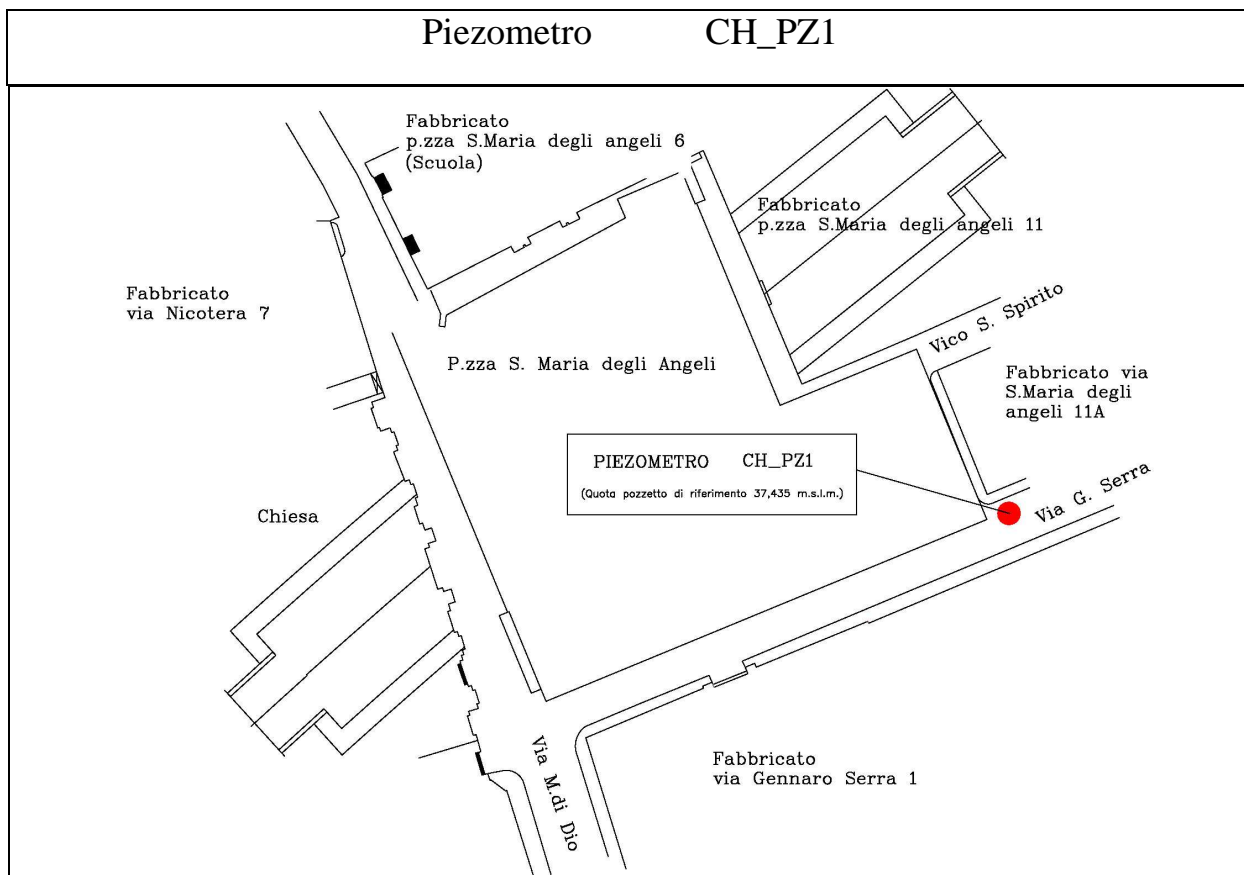 Piezometro CH_PZ1
Fabbricato
p.zza S.Maria degli angeli 6
(Scuola)
Fabbricato
p.zza S.Maria degli angeli 11
Fabbricato
via Nicotera 7
Vico S. Spirito
P.zza S. Maria degli Angeli
Fabbricato via
S.Maria degli
angeli 11A
PIEZOMETRO CH_PZ1
(Quota pozzetto di riferimento 37,435 m.s.l.m.)
Via G. Serra
Chiesa
Via M.di Dio
Fabbricato
via Gennaro Serra 1